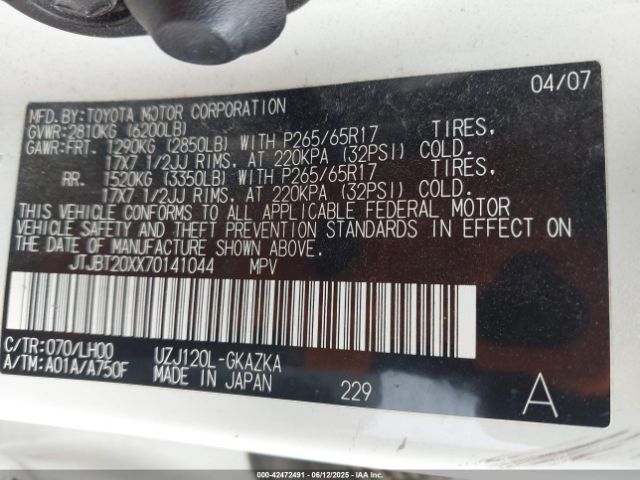 04/07
MFD. BY: TOYOTA MOTOR CORPORATION
GVWR: 2810KG (6200LB)
GAWR:FRT. 1290KG (2850LB) WITH P265/65R17 TIRES,
17X7 1/2JJ RIMS, AT 220KPA (32PSI) COLD.
RR. 1520KG (3350LB) WITH P265/65R17 TIRES,
17X7 1/2JJ RIMS, AT 220KPA (32PSI) COLD.
THIS VEHICLE CONFORMS TO ALL APPLICABLE FEDERAL MOTOR
VEHICLE SAFETY AND THEFT PREVENTION STANDARDS IN EFFECT
ON THE DATE OF MANUFACTURE SHOWN ABOVE.
JTJBT20XX70141044 MPV
C/TR:070/LH00 UZJ120L-GKAZKA
A/TM:A01A/A750F MADE IN JAPAN 229 A
000-42472491 - 06/12/2025 - IAAI.COM